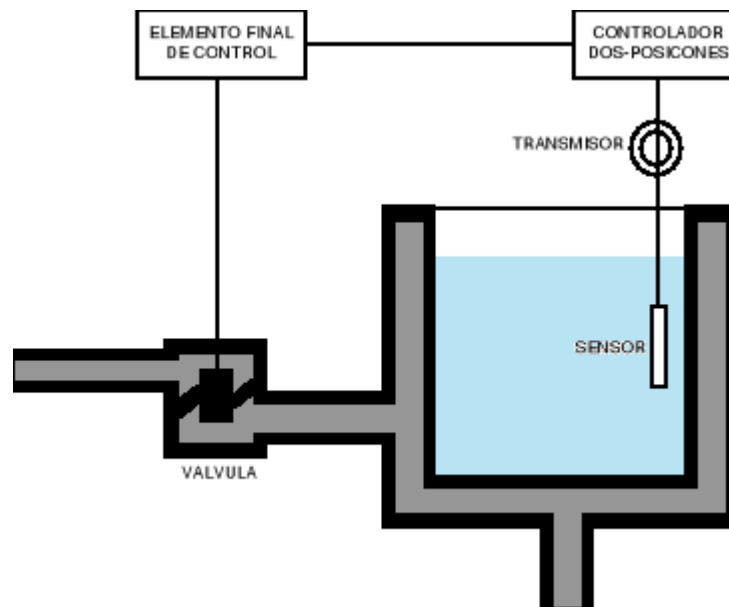 ELEMENTO FINAL
DE CONTROL
CONTROLADOR
DOS-POSICONES
TRANSMISOR
SENSOR
VALVULA